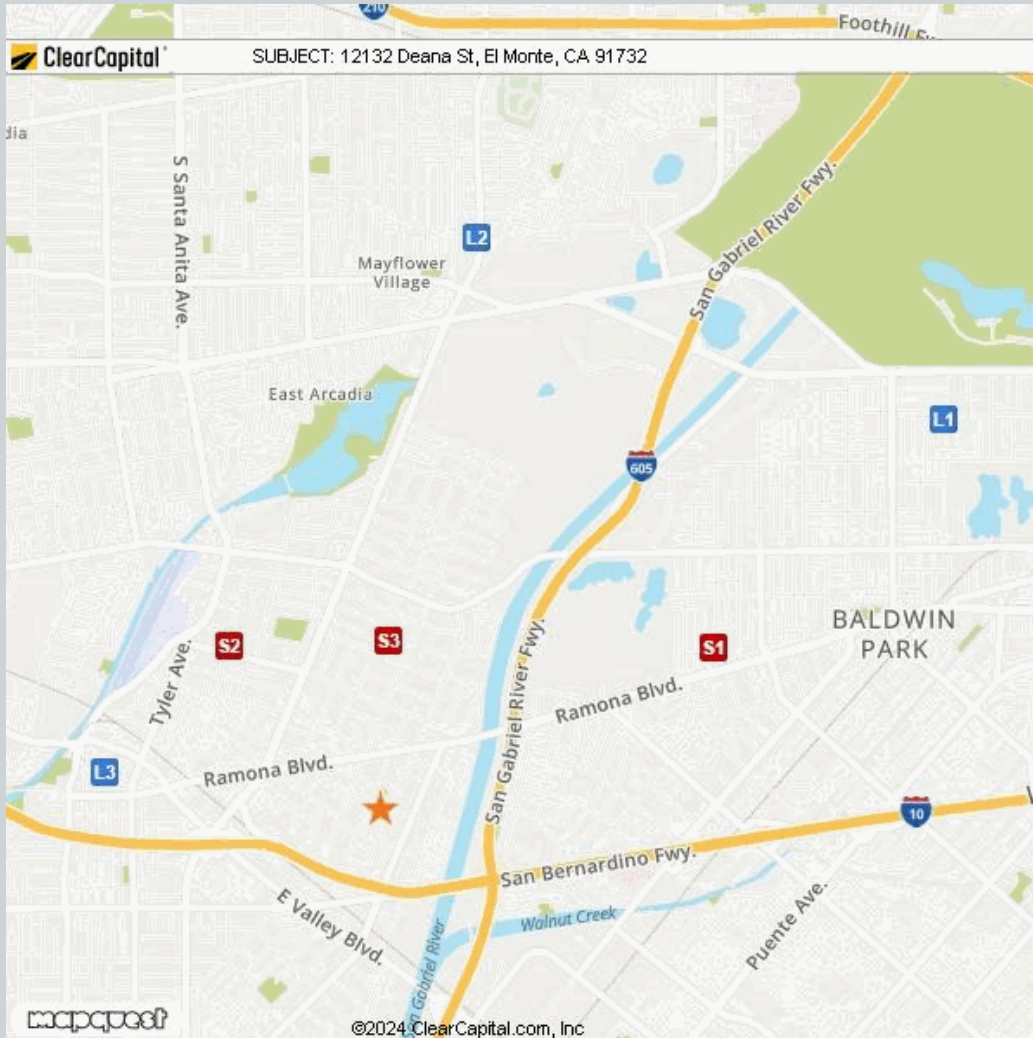 210
Foothill
ClearCapital
SUBJECT: 12132 Deana St, El Monte, CA 91732
dia
S Santa Anita Ave.
San Gabriel River Fwy.
L2
Mayflower
Village
East Arcadia
L1
605
BALDWIN
PARK
S2
S3
S1
Tyler Ave.
San Gabriel River Fwy.
Ramona Blvd.
L3
Ramona Blvd.
10
San Bernardino Fwy.
E Valley Blvd.
Walnut Creek
Puente Ave.
San Gabriel River
mapquest
©2024 ClearCapital.com, Inc